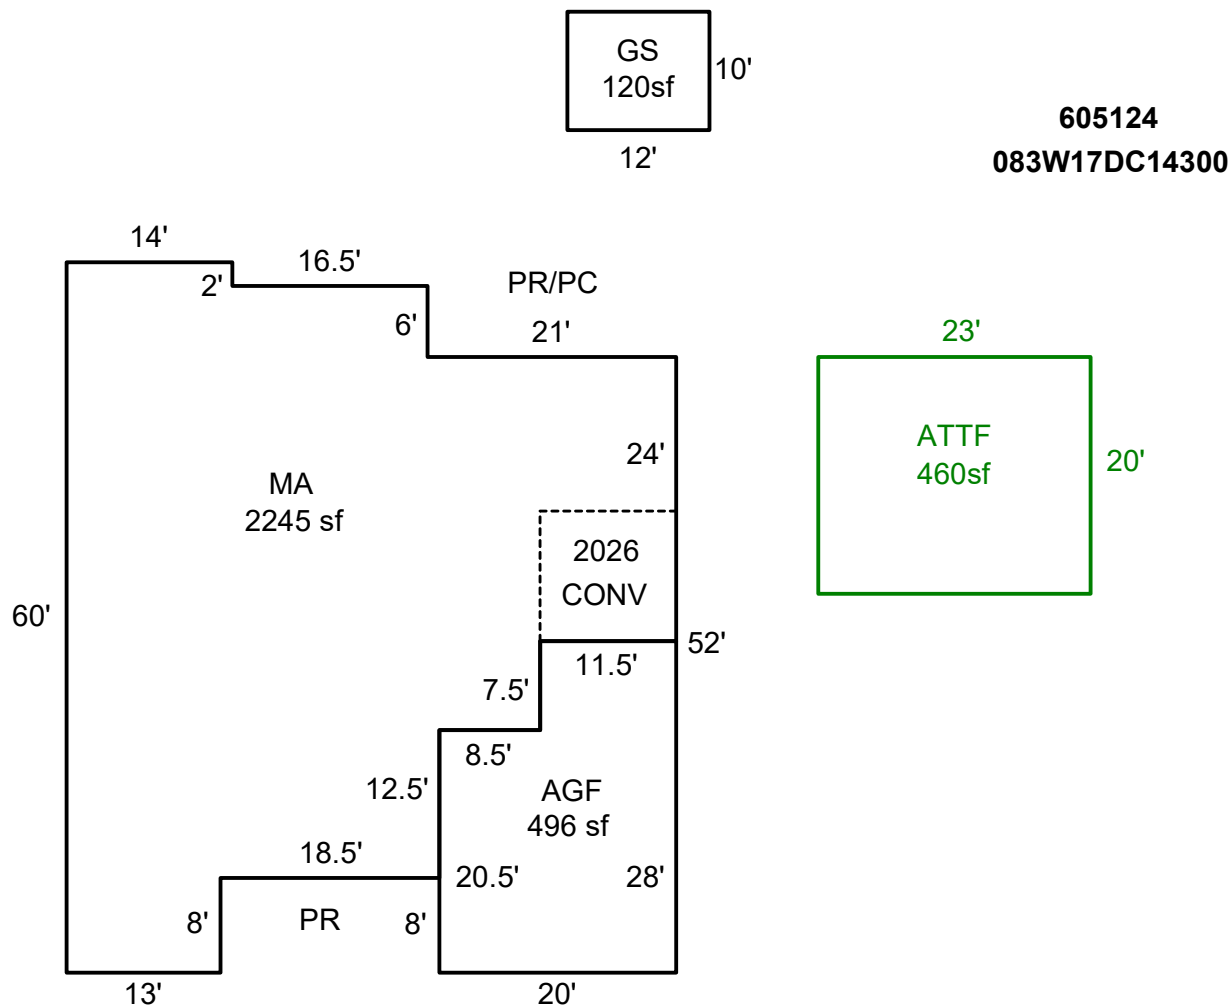 GS
120sf
10'
12'
605124
083W17DC14300
14'
2'
16.5'
6'
PR/PC
21'
23'
24'
ATTF
460sf
20'
MA
2245 sf
2026
CONV
60'
52'
11.5'
7.5'
8.5'
12.5'
AGF
496 sf
18.5'
20.5'
28'
8'
PR
8'
13'
20'